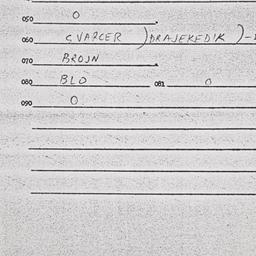 050 O
060 CVARCER ) DRAJEKEDIK ) -
070 BROJN
080 BLO 081 O
090 O